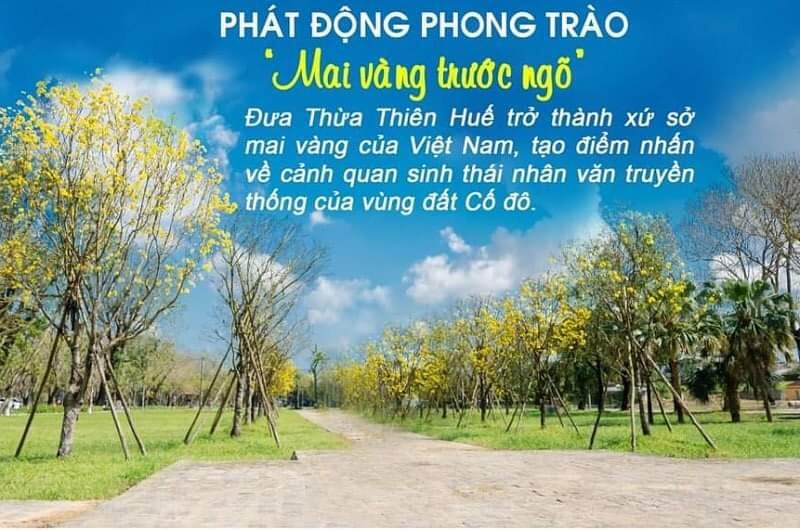 PHÁT ĐỘNG PHONG TRÀO
"Mai vàng trước ngõ"
Đưa Thừa Thiên Huế trở thành xứ sở
mai vàng của Việt Nam, tạo điểm nhấn
về cảnh quan sinh thái nhân văn truyền
thống của vùng đất Cố đô.